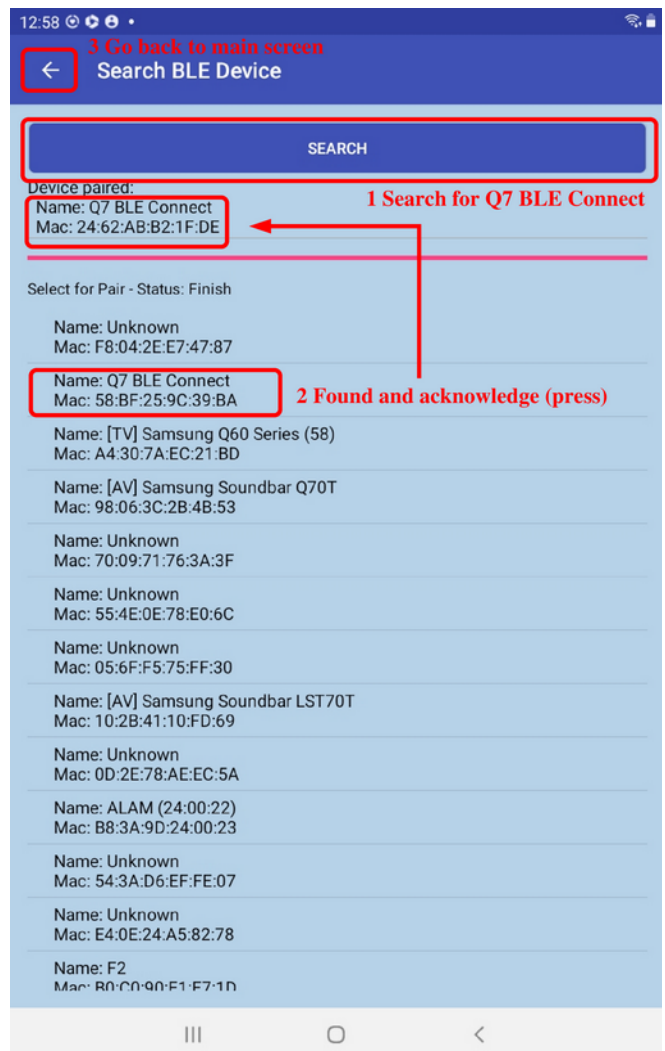 12:58
3 Go back to main screen
Search BLE Device
SEARCH
Device paired:
1 Search for Q7 BLE Connect
Name: Q7 BLE Connect
Mac: 24:62:AB:B2:1F:DE
Select for Pair - Status: Finish
Name: Unknown
Mac: F8:04:2E:E7:47:87
Name: Q7 BLE Connect
Mac: 58:BF:25:9C:39:BA
2 Found and acknowledge (press)
Name: [TV] Samsung Q60 Series (58)
Mac: A4:30:7A:EC:21:BD
Name: [AV] Samsung Soundbar Q70T
Mac: 98:06:3C:2B:4B:53
Name: Unknown
Mac: 70:09:71:76:3A:3F
Name: Unknown
Mac: 55:4E:0E:78:E0:6C
Name: Unknown
Mac: 05:6F:F5:75:FF:30
Name: [AV] Samsung Soundbar LST70T
Mac: 10:2B:41:10:FD:69
Name: Unknown
Mac: 0D:2E:78:AE:EC:5A
Name: ALAM (24:00:22)
Mac: B8:3A:9D:24:00:23
Name: Unknown
Mac: 54:3A:D6:EF:FE:07
Name: Unknown
Mac: E4:0E:24:A5:82:78
Name: F2
Mac: B0:C0:90:F1:F7:1D